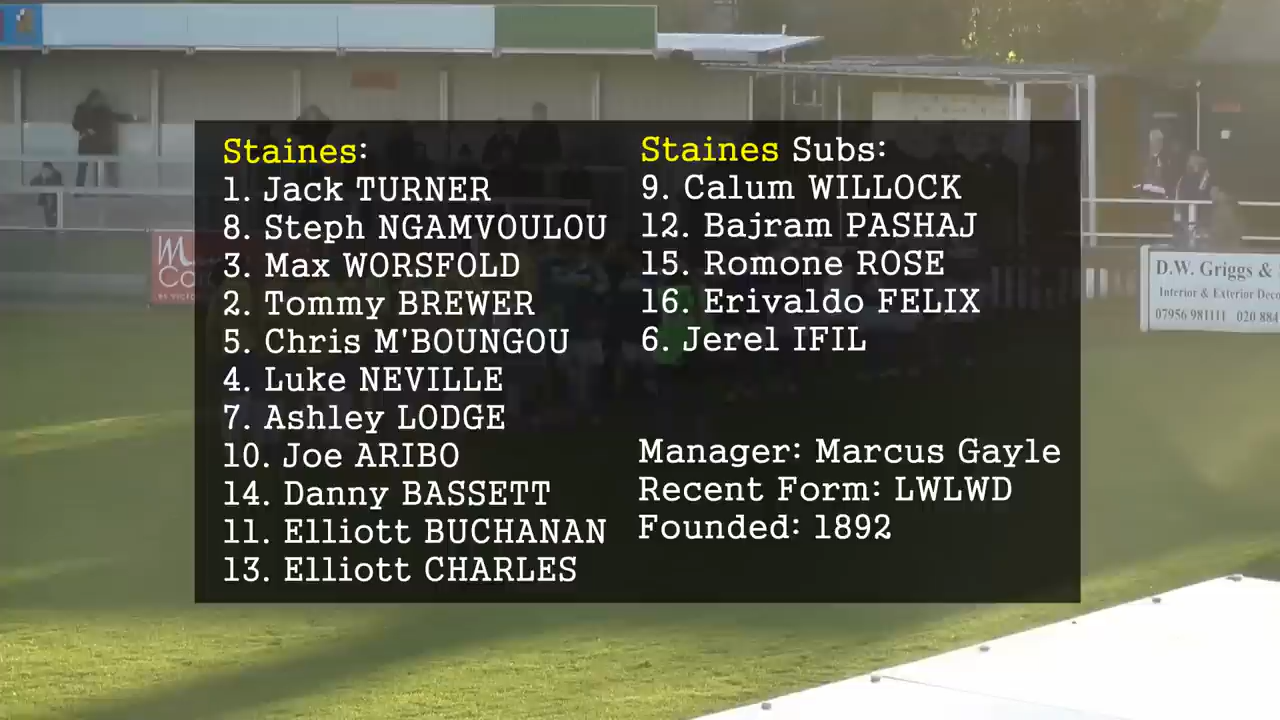 Staines:
1. Jack TURNER
8. Steph NGAMVOULOU
3. Max WORSFOLD
2. Tommy BREWER
5. Chris M'BOUNGOU
4. Luke NEVILLE
7. Ashley LODGE
10. Joe ARIBO
14. Danny BASSETT
11. Elliott BUCHANAN
13. Elliott CHARLES
Staines Subs:
9. Calum WILLOCK
12. Bajram PASHAJ
15. Romone ROSE
16. Erivaldo FELIX
6. Jerel IFIL
Manager: Marcus Gayle
Recent Form: LWLWD
Founded: 1892
D.W. Griggs &
Interior & Exterior Deco
07956 981111 020 884